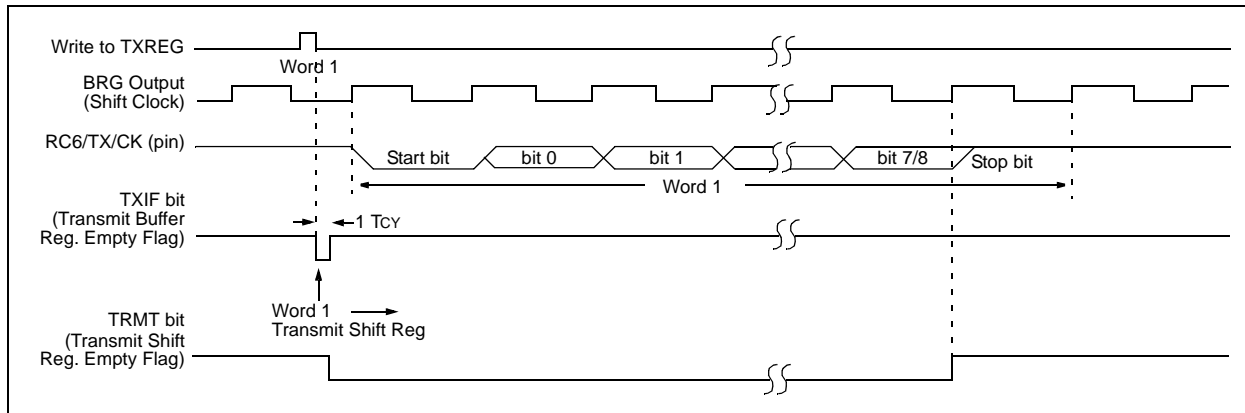 Write to TXREG
Word 1
BRG Output
(Shift Clock)
RC6/TX/CK (pin)
Start bit
bit 0
bit 1
bit 7/8
Stop bit
Word 1
TXIF bit
(Transmit Buffer
Reg. Empty Flag)
1 TCY
Word 1
Transmit Shift Reg
TRMT bit
(Transmit Shift
Reg. Empty Flag)